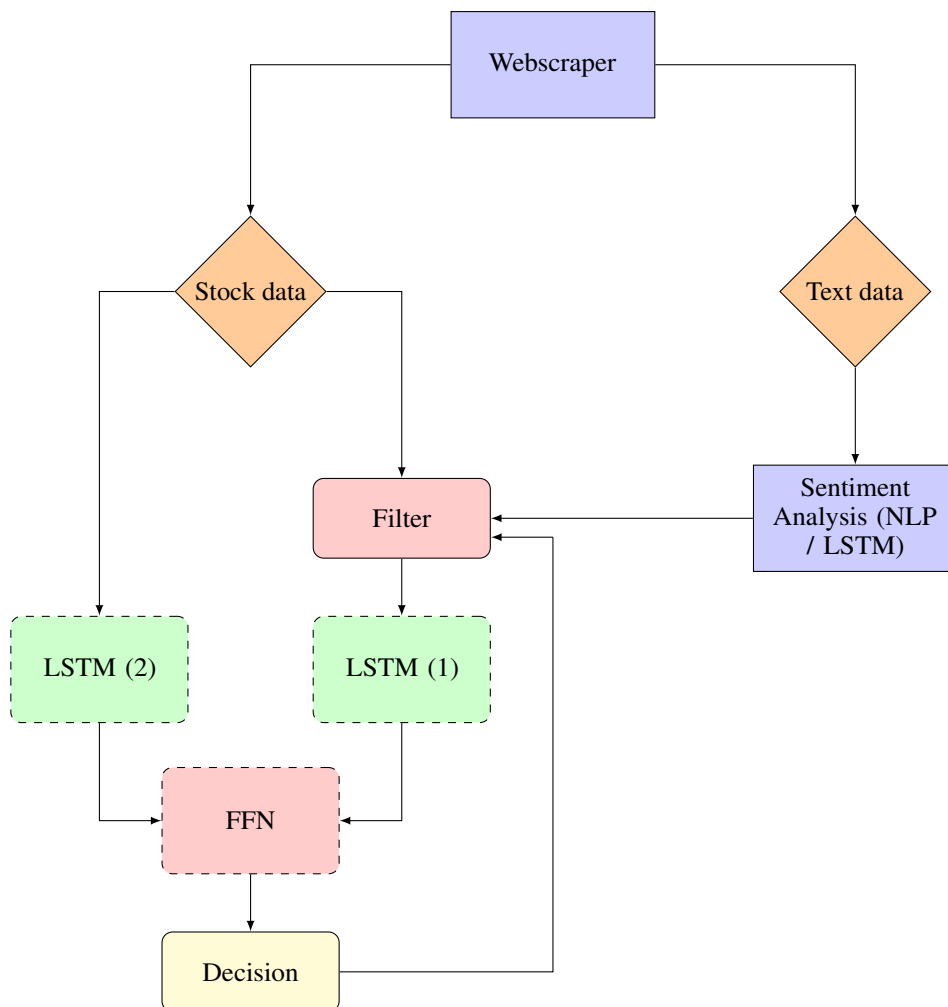 Webscraper
Stock data
Text data
Filter
Sentiment
Analysis (NLP
/ LSTM)
LSTM (2)
LSTM (1)
FFN
Decision